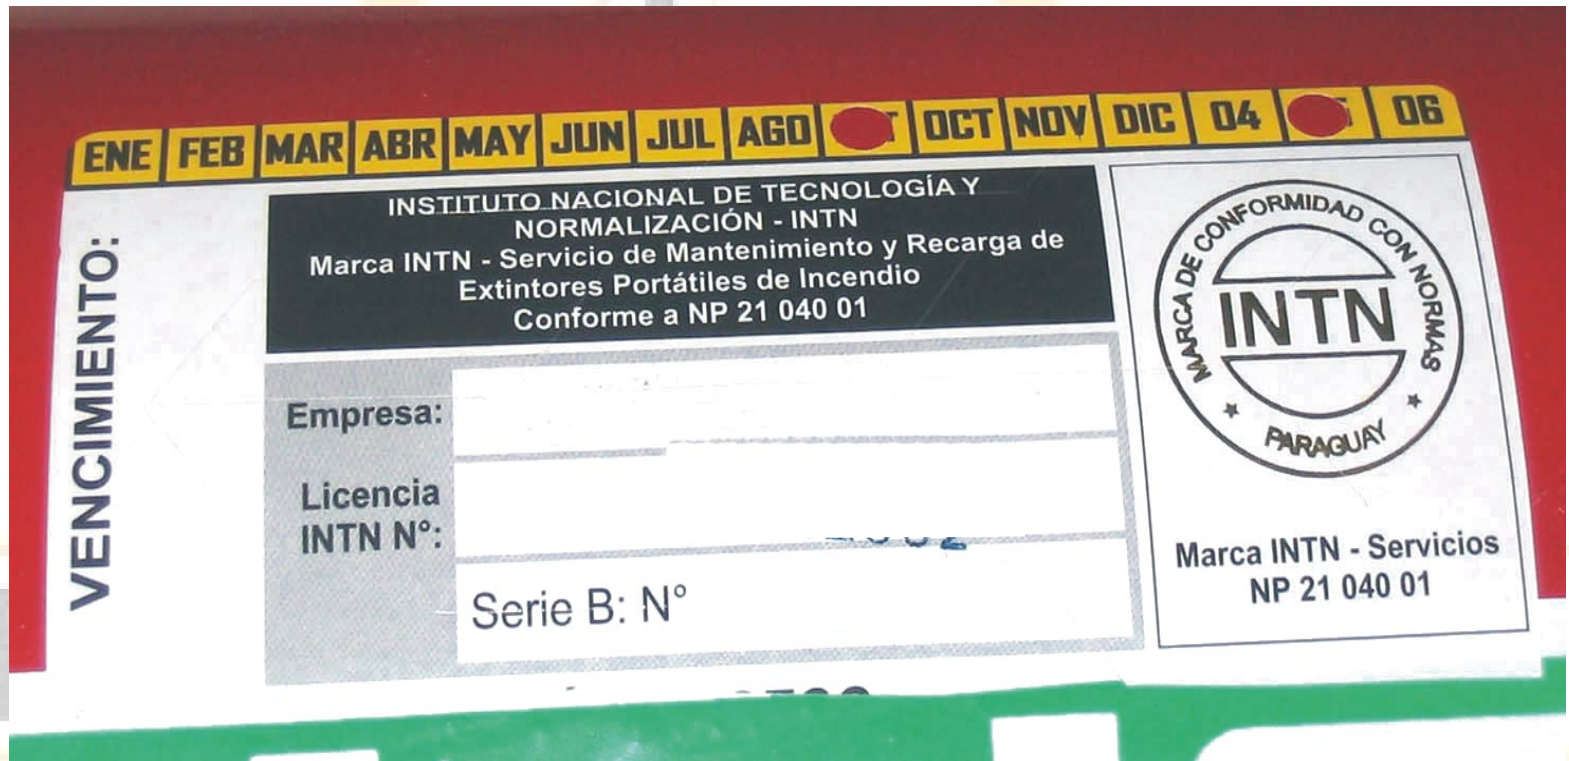 ENE FEB MAR ABR MAY JUN JUL AGO OCT NOV DIC 04 06
VENCIMIENTO:
INSTITUTO NACIONAL DE TECNOLOGÍA Y
NORMALIZACIÓN - INTN
Marca INTN - Servicio de Mantenimiento y Recarga de
Extintores Portátiles de Incendio
Conforme a NP 21 040 01
Empresa:
Licencia
INTN N°:
Serie B: N°
MARCA DE CONFORMIDAD CON NORMAS
INTN
PARAGUAY
Marca INTN - Servicios
NP 21 040 01